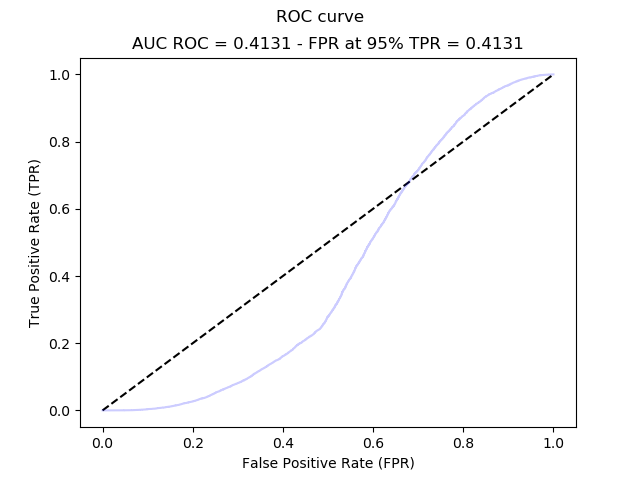 ROC curve
AUC ROC = 0.4131 - FPR at 95% TPR = 0.4131
1.0
0.8
0.6
0.4
0.2
0.0
True Positive Rate (TPR)
0.0 0.2 0.4 0.6 0.8 1.0
False Positive Rate (FPR)